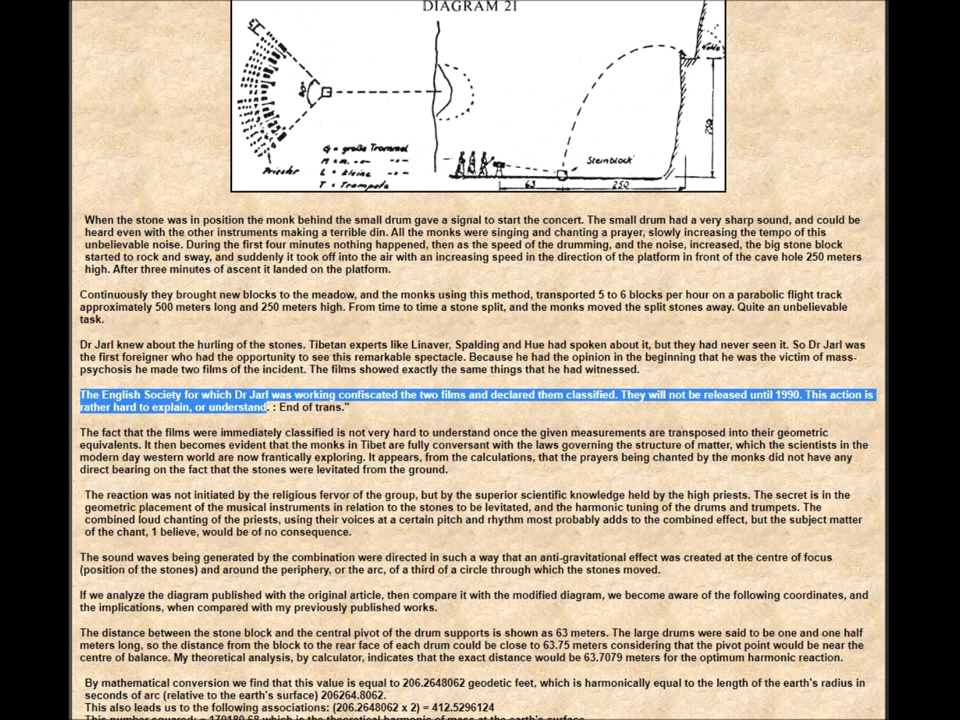 DIAGRAM 21
G = große Trommel
L = kleine
T = Trompete
Priester
Steinblock
63
250
250
When the stone was in position the monk behind the small drum gave a signal to start the concert. The small drum had a very sharp sound, and could be
heard even with the other instruments making a terrible din. All the monks were singing and chanting a prayer, slowly increasing the tempo of this
unbelievable noise. During the first four minutes nothing happened, then as the speed of the drumming, and the noise, increased, the big stone block
started to rock and sway, and suddenly it took off into the air with an increasing speed in the direction of the platform in front of the cave hole 250 meters
high. After three minutes of ascent it landed on the platform.
Continuously they brought new blocks to the meadow, and the monks using this method, transported 5 to 6 blocks per hour on a parabolic flight track
approximately 500 meters long and 250 meters high. From time to time a stone split, and the monks moved the split stones away. Quite an unbelievable
task.
Dr Jarl knew about the hurling of the stones. Tibetan experts like Linaver, Spalding and Hue had spoken about it, but they had never seen it. So Dr Jarl was
the first foreigner who had the opportunity to see this remarkable spectacle. Because he had the opinion in the beginning that he was the victim of mass-
psychosis he made two films of the incident. The films showed exactly the same things that he had witnessed.
The English Society for which Dr Jarl was working confiscated the two films and declared them classified. They will not be released until 1990. This action is
rather hard to explain, or understand. : End of trans."
The fact that the films were immediately classified is not very hard to understand once the given measurements are transposed into their geometric
equivalents. It then becomes evident that the monks in Tibet are fully conversant with the laws governing the structure of matter, which the scientists in the
modern day western world are now frantically exploring. It appears, from the calculations, that the prayers being chanted by the monks did not have any
direct bearing on the fact that the stones were levitated from the ground.
The reaction was not initiated by the religious fervor of the group, but by the superior scientific knowledge held by the high priests. The secret is in the
geometric placement of the musical instruments in relation to the stones to be levitated, and the harmonic tuning of the drums and trumpets. The
combined loud chanting of the priests, using their voices at a certain pitch and rhythm most probably adds to the combined effect, but the subject matter
of the chant, 1 believe, would be of no consequence.
The sound waves being generated by the combination were directed in such a way that an anti-gravitational effect was created at the centre of focus
(position of the stones) and around the periphery, or the arc, of a third of a circle through which the stones moved.
If we analyze the diagram published with the original article, then compare it with the modified diagram, we become aware of the following coordinates, and
the implications, when compared with my previously published works.
The distance between the stone block and the central pivot of the drum supports is shown as 63 meters. The large drums were said to be one and one half
meters long, so the distance from the block to the rear face of each drum could be close to 63.75 meters considering that the pivot point would be near the
centre of balance. My theoretical analysis, by calculator, indicates that the exact distance would be 63.7079 meters for the optimum harmonic reaction.
By mathematical conversion we find that this value is equal to 206.2648062 geodetic feet, which is harmonically equal to the length of the earth's radius in
seconds of arc (relative to the earth's surface) 206264.8062.
This also leads us to the following associations: (206.2648062 x 2) = 412.5296124
This number squared: = 170180.68 which is the theoretical harmonic of mass at the earth's surface.